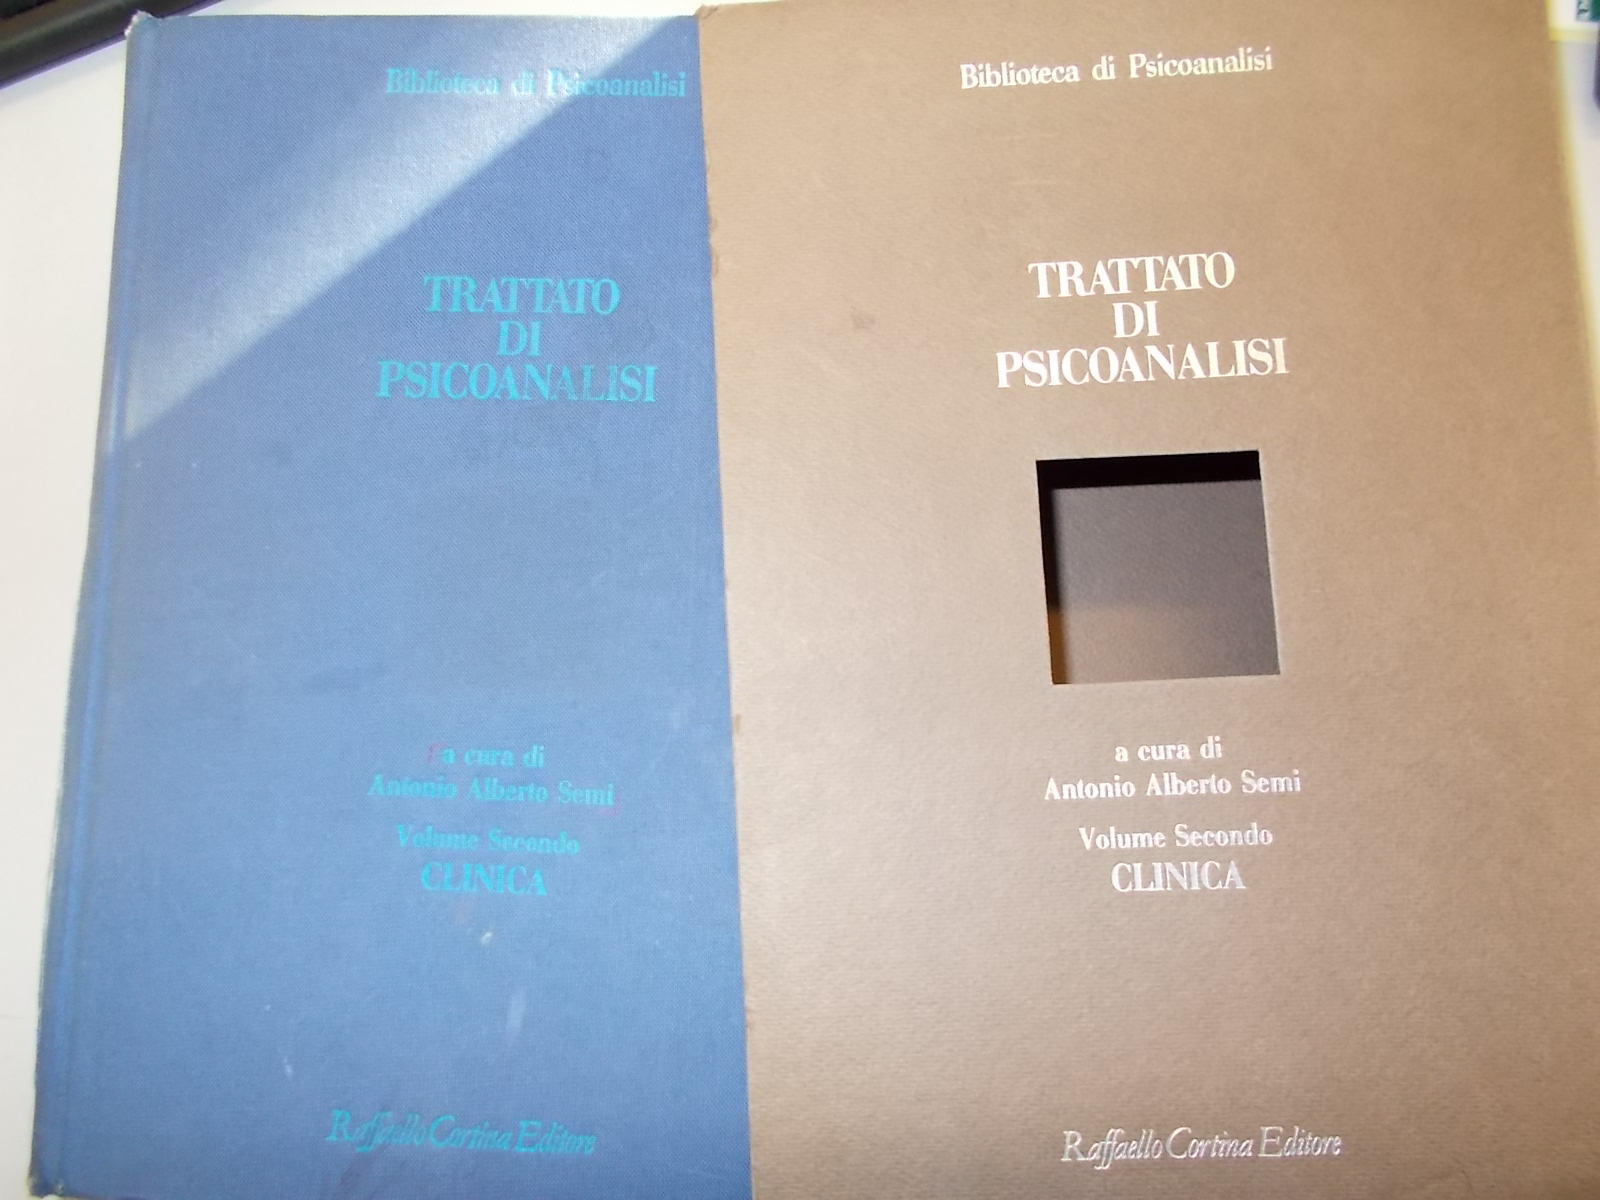 Biblioteca di Psicoanalisi
TRATTATO
DI
PSICOANALISI
a cura di
Antonio Alberto Semi
Volume Secondo
CLINICA
Raffaello Cortina Editore
Biblioteca di Psicoanalisi
TRATTATO
DI
PSICOANALISI
a cura di
Antonio Alberto Semi
Volume Secondo
CLINICA
Raffaello Cortina Editore